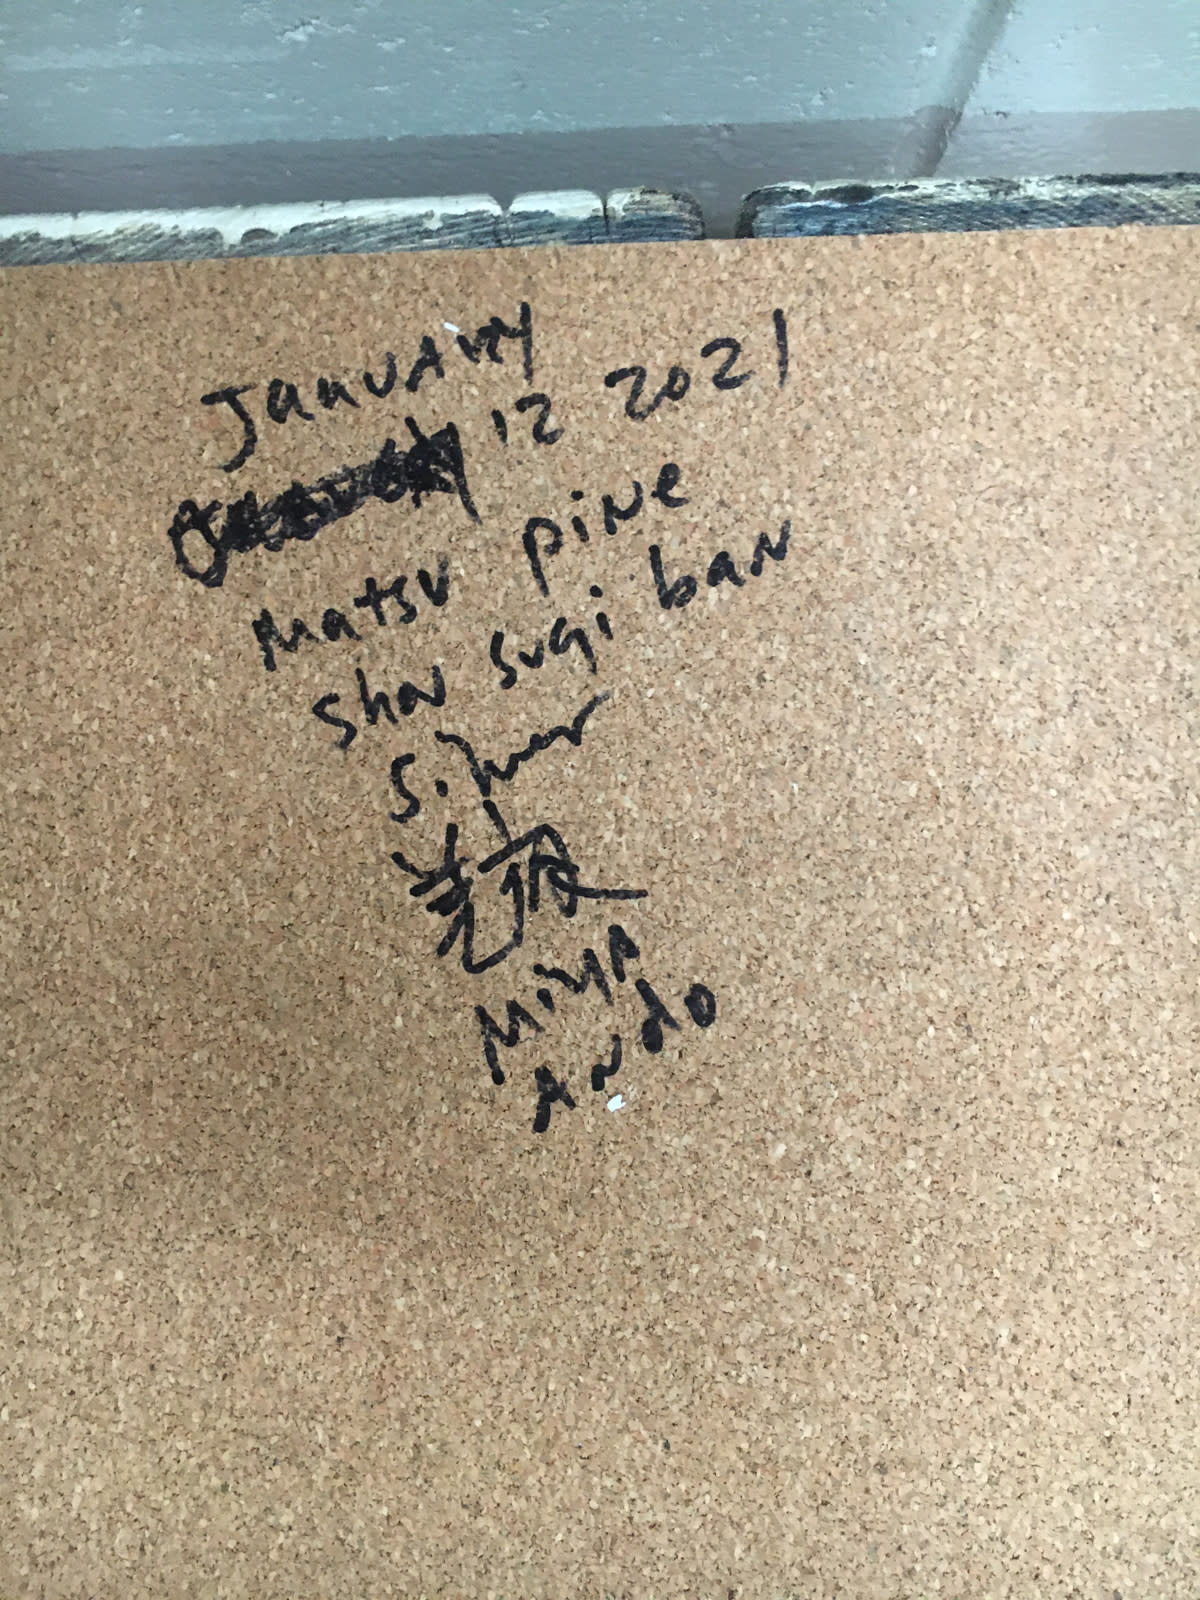 January
12 2021
Matsu pine
Shou Sugi ban
Silver
Miya
Ando